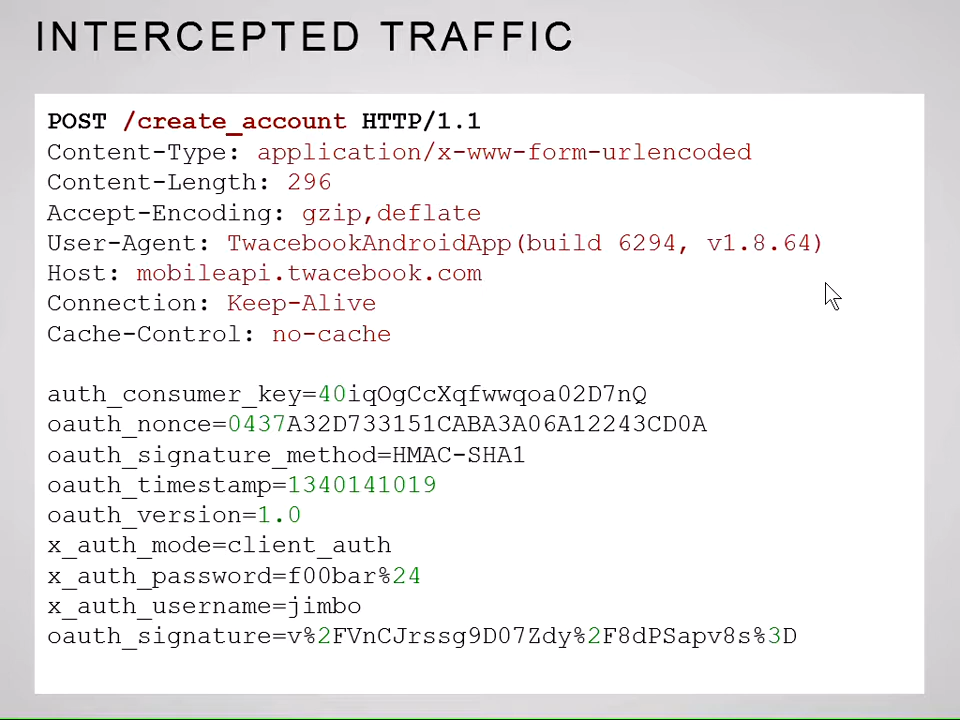 INTERCEPTED TRAFFIC
POST /create_account HTTP/1.1
Content-Type: application/x-www-form-urlencoded
Content-Length: 296
Accept-Encoding: gzip,deflate
User-Agent: TwacebookAndroidApp(build 6294, v1.8.64)
Host: mobileapi.twacebook.com
Connection: Keep-Alive
Cache-Control: no-cache
auth_consumer_key=40iqOgCcXqfwwqoa02D7nQ
oauth_nonce=0437A32D733151CABA3A06A12243CD0A
oauth_signature_method=HMAC-SHA1
oauth_timestamp=1340141019
oauth_version=1.0
x_auth_mode=client_auth
x_auth_password=f00bar%24
x_auth_username=jimbo
oauth_signature=v%2FVnCJrssg9D07Zdy%2F8dPSapv8s%3D